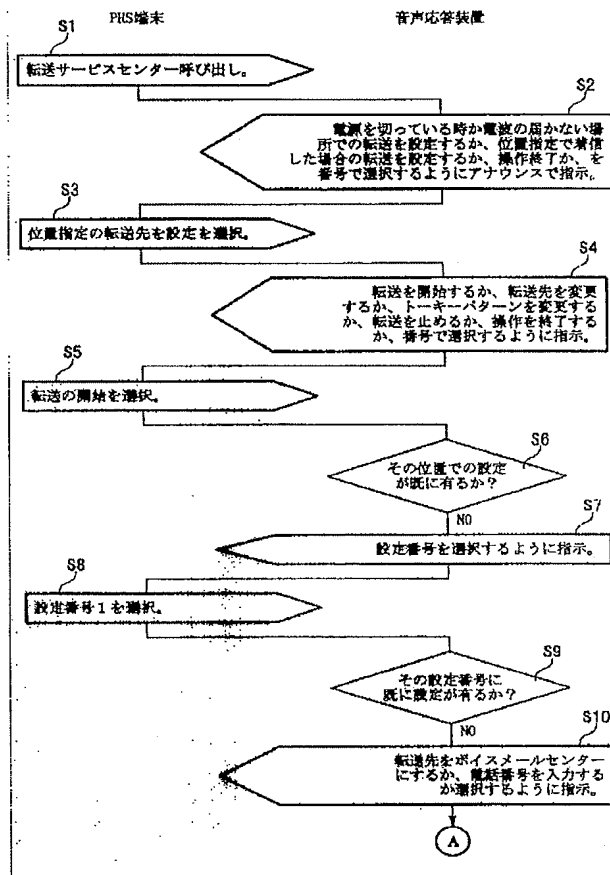 PHS端末
音声応答装置
S1
転送サービスセンター呼び出し。
S2
電源を切っている時か電波の届かない場
所での転送を設定するか、位置指定で着信
した場合の転送を設定するか、操作終了か、を
番号で選択するようにアナウンスで指示。
S3
位置指定の転送先を設定を選択。
S4
転送を開始するか、転送先を変更
するか、トーキーパターンを変更する
か、転送を止めるか、操作を終了する
か、番号で選択するように指示。
S5
転送の開始を選択。
S6
その位置での設定
が既に有るか？
NO
S7
設定番号を選択するように指示。
S8
設定番号１を選択。
S9
その設定番号に
既に設定が有るか？
NO
S10
転送先をボイスメールセンター
にするか、電話番号を入力する
か選択するように指示。
A